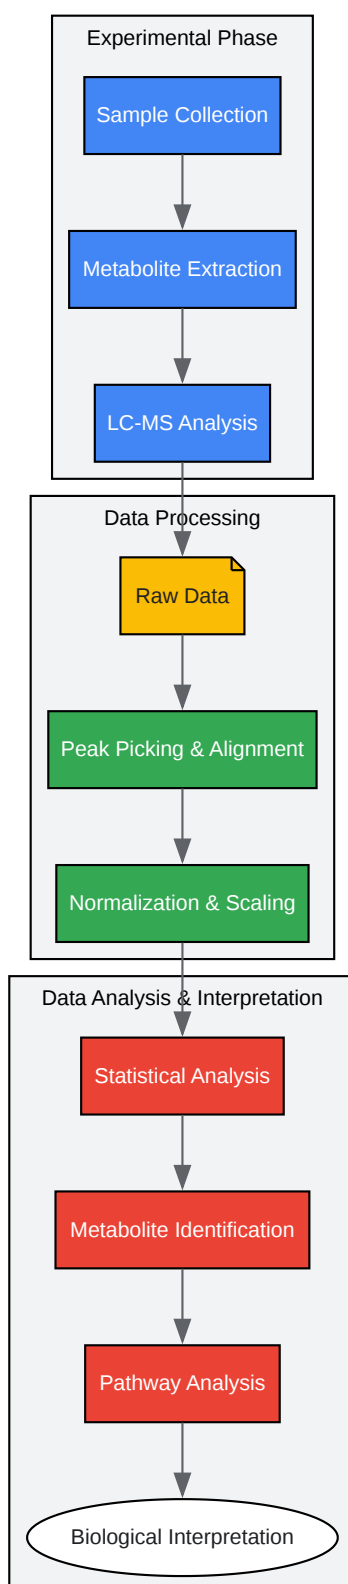 Experimental Phase
Sample Collection
Metabolite Extraction
LC-MS Analysis
Data Processing
Raw Data
Peak Picking & Alignment
Normalization & Scaling
Data Analysis & Interpretation
Statistical Analysis
Metabolite Identification
Pathway Analysis
Biological Interpretation